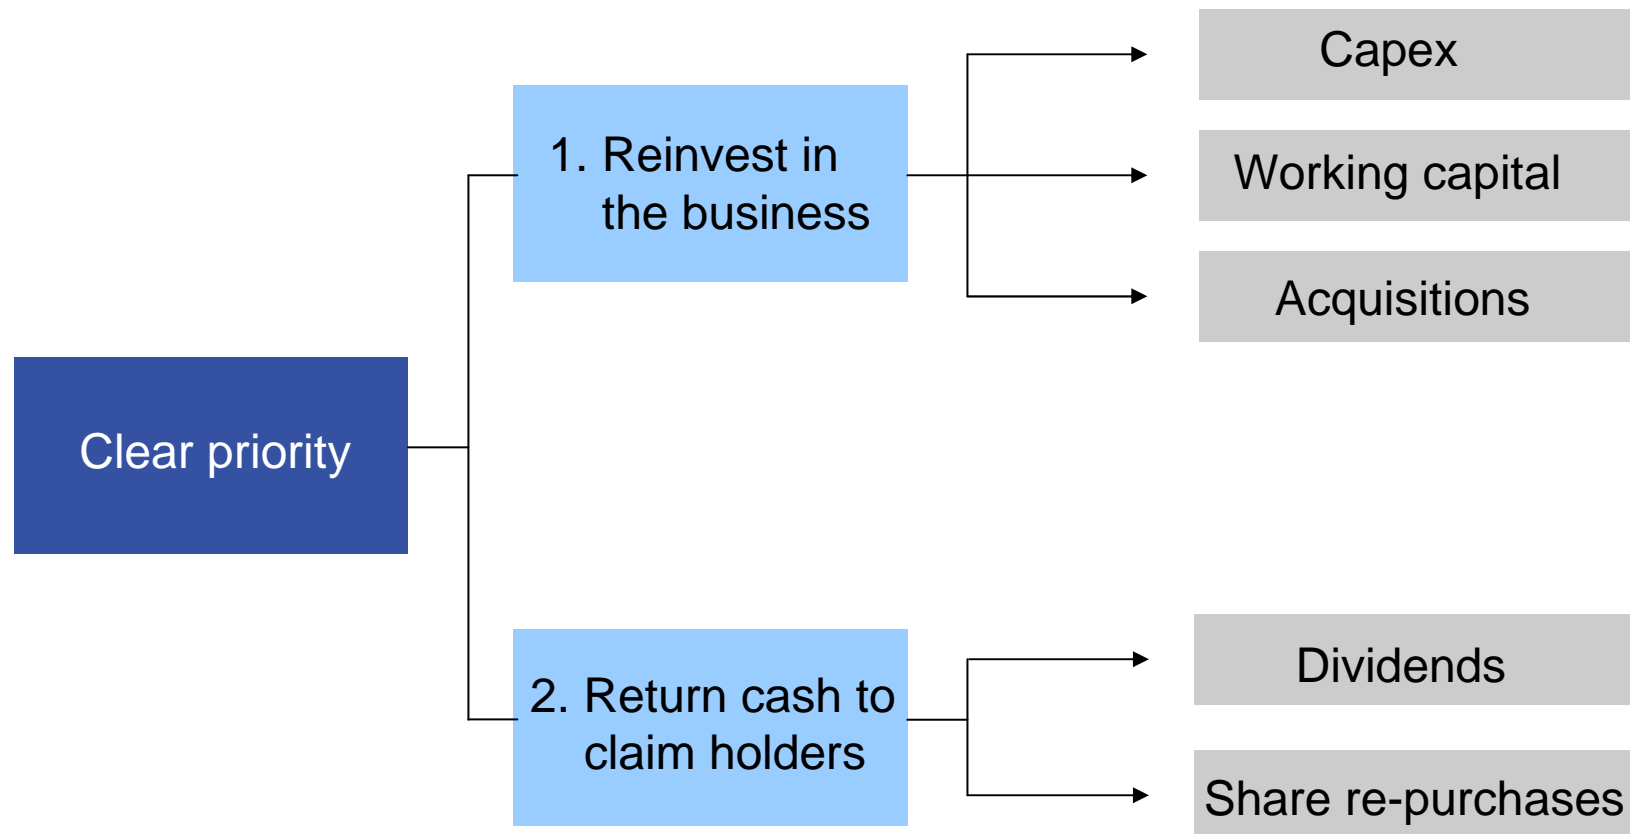 Clear priority
1. Reinvest in
the business
Capex
Working capital
Acquisitions
2. Return cash to
claim holders
Dividends
Share re-purchases